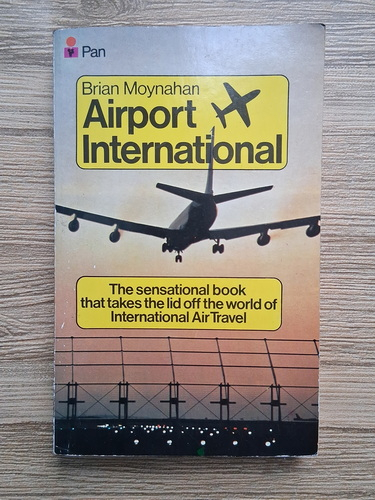 Pan
Brian Moynahan
Airport
International
The sensational book
that takes the lid off the world of
International Air Travel